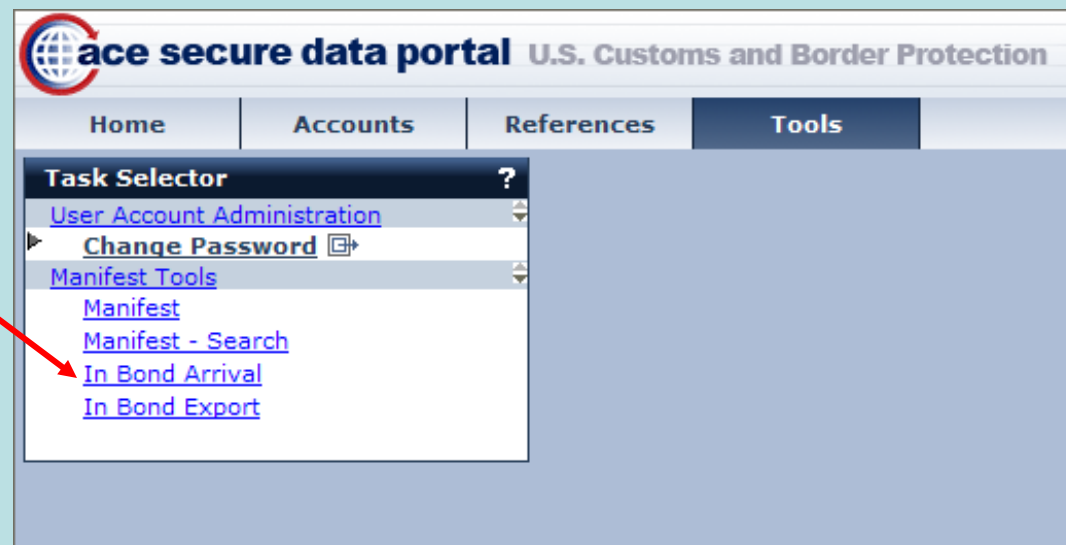 ace secure data portal U.S. Customs and Border Protection
Home Accounts References Tools
Task Selector ?
User Account Administration
Change Password
Manifest Tools
Manifest
Manifest - Search
In Bond Arrival
In Bond Export